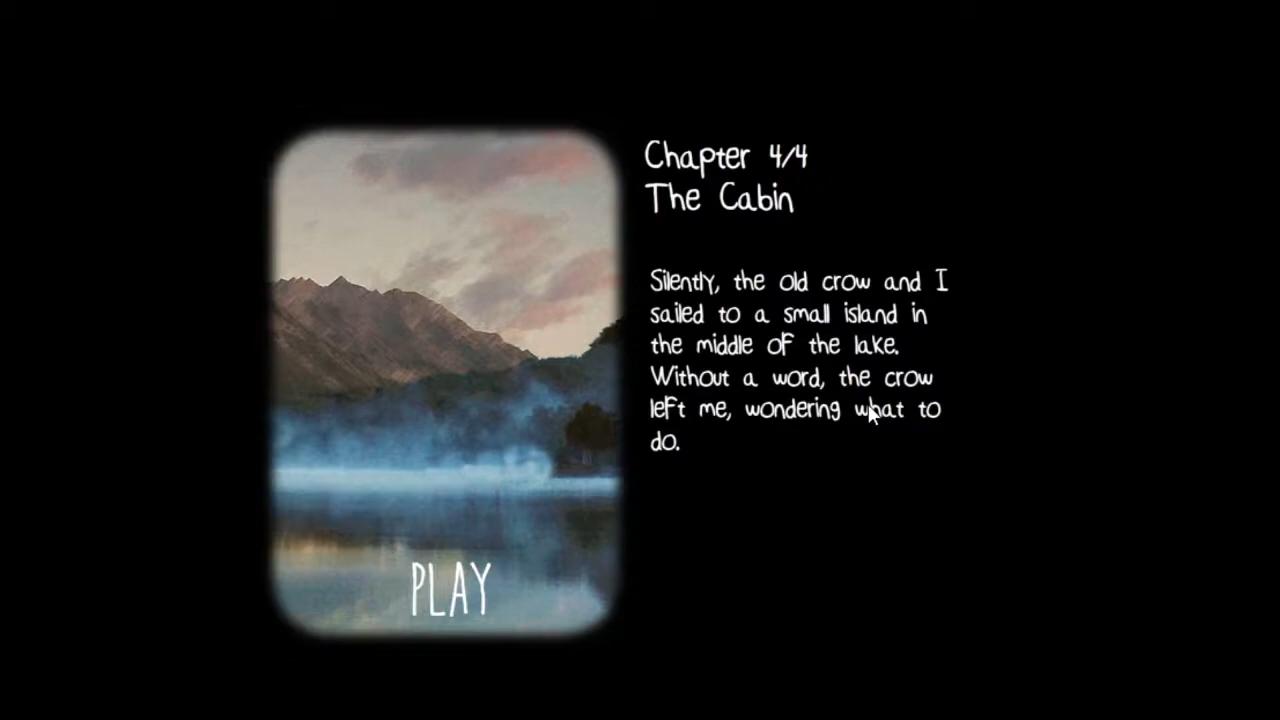 Chapter 4/4
The Cabin
Silently, the old crow and I
sailed to a small island in
the middle of the lake.
Without a word, the crow
left me, wondering what to
do.
PLAY